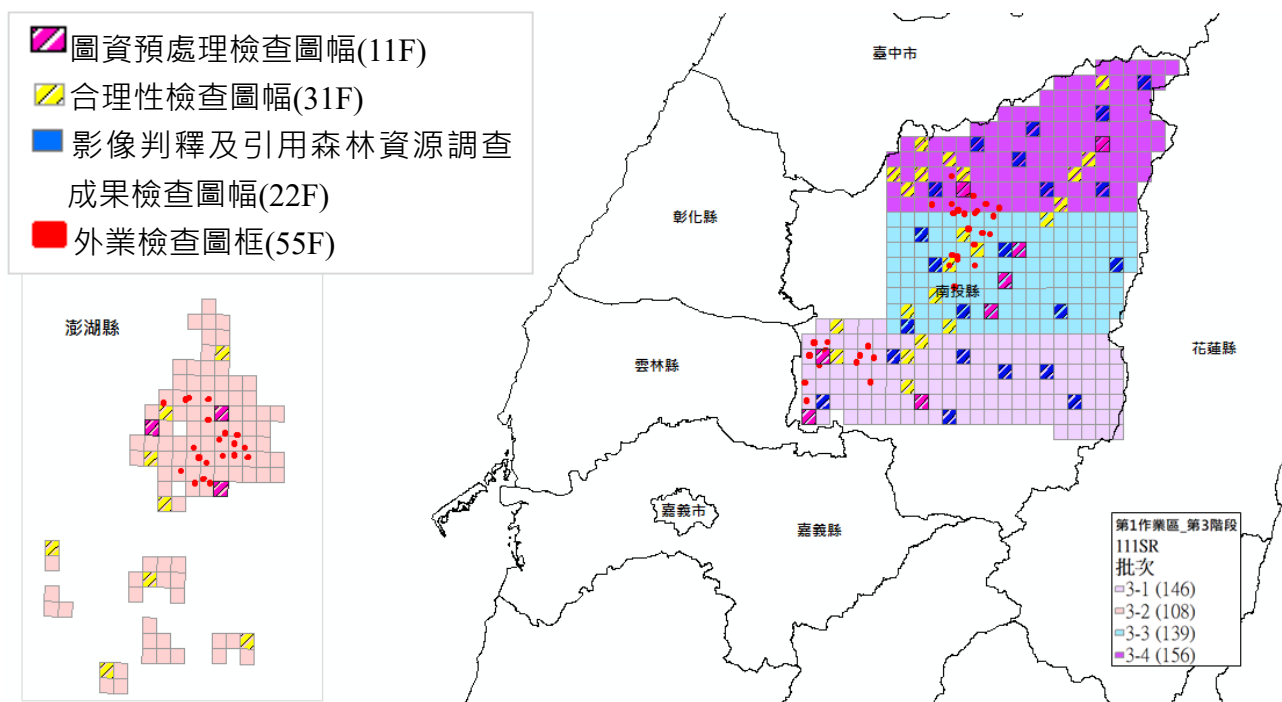 圖資預處理檢查圖幅(11F)
合理性檢查圖幅(31F)
影像判釋及引用森林資源調查
成果檢查圖幅(22F)
外業檢查圖框(55F)
臺中市
彰化縣
澎湖縣
南投縣
雲林縣
花蓮縣
嘉義市
嘉義縣
第1作業區_第3階段
111SR
批次
3-1 (146)
3-2 (108)
3-3 (139)
3-4 (156)